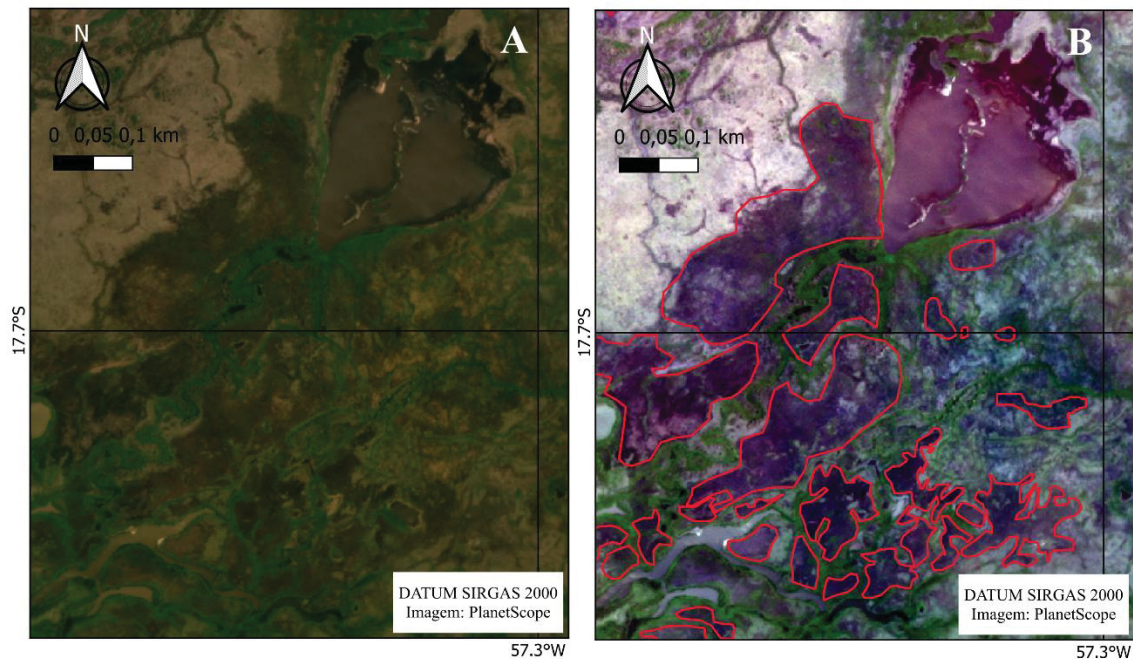 A
N
0 0,05 0,1 km
17.7°S
DATUM SIRGAS 2000
Imagem: PlanetScope
57.3°W
B
N
0 0,05 0,1 km
17.7°S
DATUM SIRGAS 2000
Imagem: PlanetScope
57.3°W